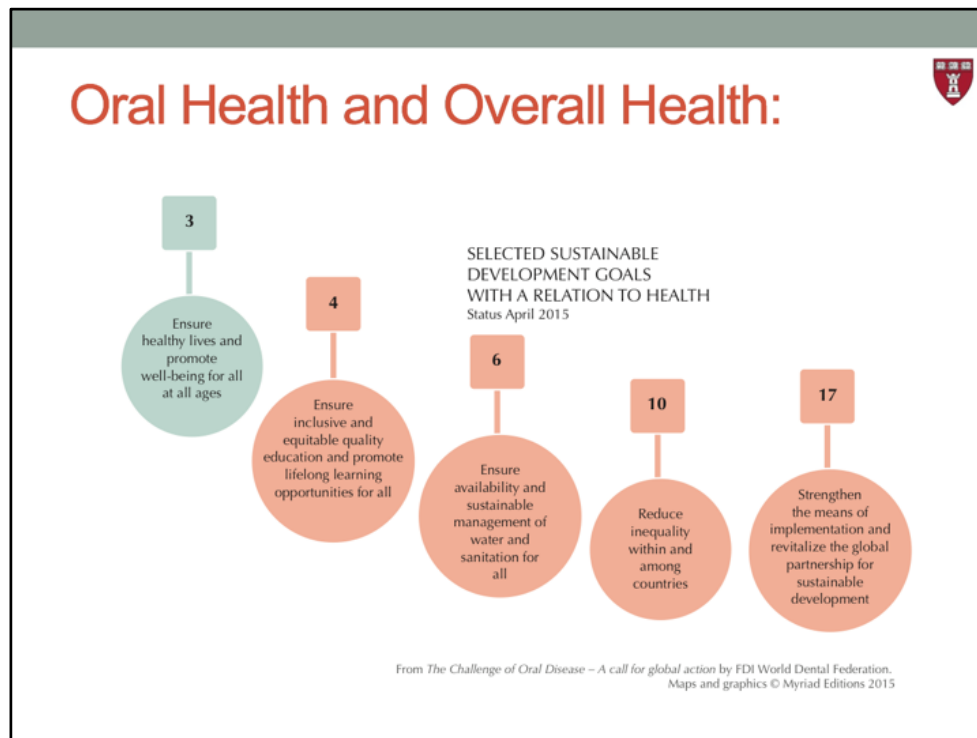 Oral Health and Overall Health:
3
Ensure
healthy lives and
promote
well-being for all
at all ages
4
Ensure
inclusive and
equitable quality
education and promote
lifelong learning
opportunities for all
SELECTED SUSTAINABLE
DEVELOPMENT GOALS
WITH A RELATION TO HEALTH
Status April 2015
6
Ensure
availability and
sustainable
management of
water and
sanitation for
all
10
Reduce
inequality
within and
among
countries
17
Strengthen
the means of
implementation and
revitalize the global
partnership for
sustainable
development
From The Challenge of Oral Disease – A call for global action by FDI World Dental Federation.
Maps and graphics © Myriad Editions 2015